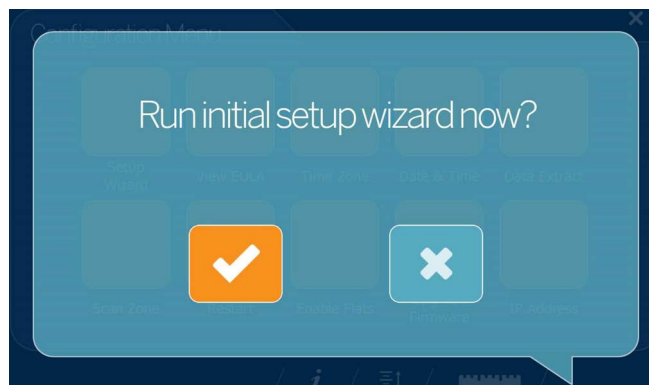 Configuration Menu
Run initial setup wizard now?
Setup Wizard
View EULA
Time Zone
Date & Time
Data Extract
Scan Zone
Restart
Enable Flats
Firmware
IP Address